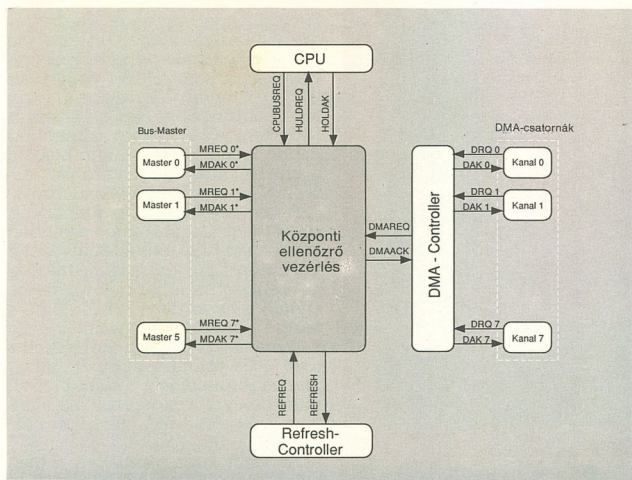 CPU
CPUBUSREQ
HULDREQ
HOLDAK
Bus-Master
DMA-csatornák
Master 0
MREQ 0*
MDAK 0*
Master 1
MREQ 1*
MDAK 1*
Master 5
MREQ 7*
MDAK 7*
Központi
ellenőzrő
vezérlés
DMAREQ
DMAACK
DMA - Controller
DRQ 0
DAK 0
Kanal 0
DRQ 1
DAK 1
Kanal 1
DRQ 7
DAK 7
Kanal 7
REFREQ
REFRESH
Refresh-
Controller